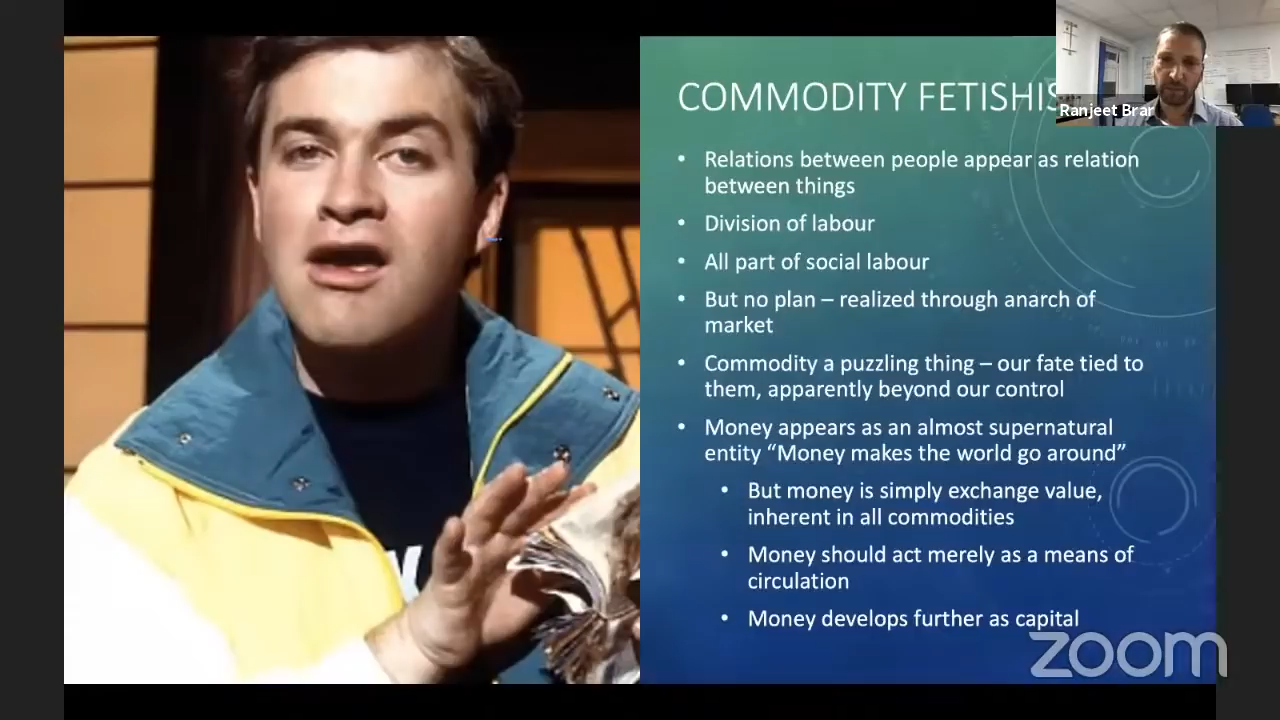 COMMODITY FETISHIS
Ranjeet Brar
• Relations between people appear as relation
between things
• Division of labour
• All part of social labour
• But no plan – realized through anarch of
market
• Commodity a puzzling thing – our fate tied to
them, apparently beyond our control
• Money appears as an almost supernatural
entity “Money makes the world go around”
• But money is simply exchange value,
inherent in all commodities
• Money should act merely as a means of
circulation
• Money develops further as capital
zoom